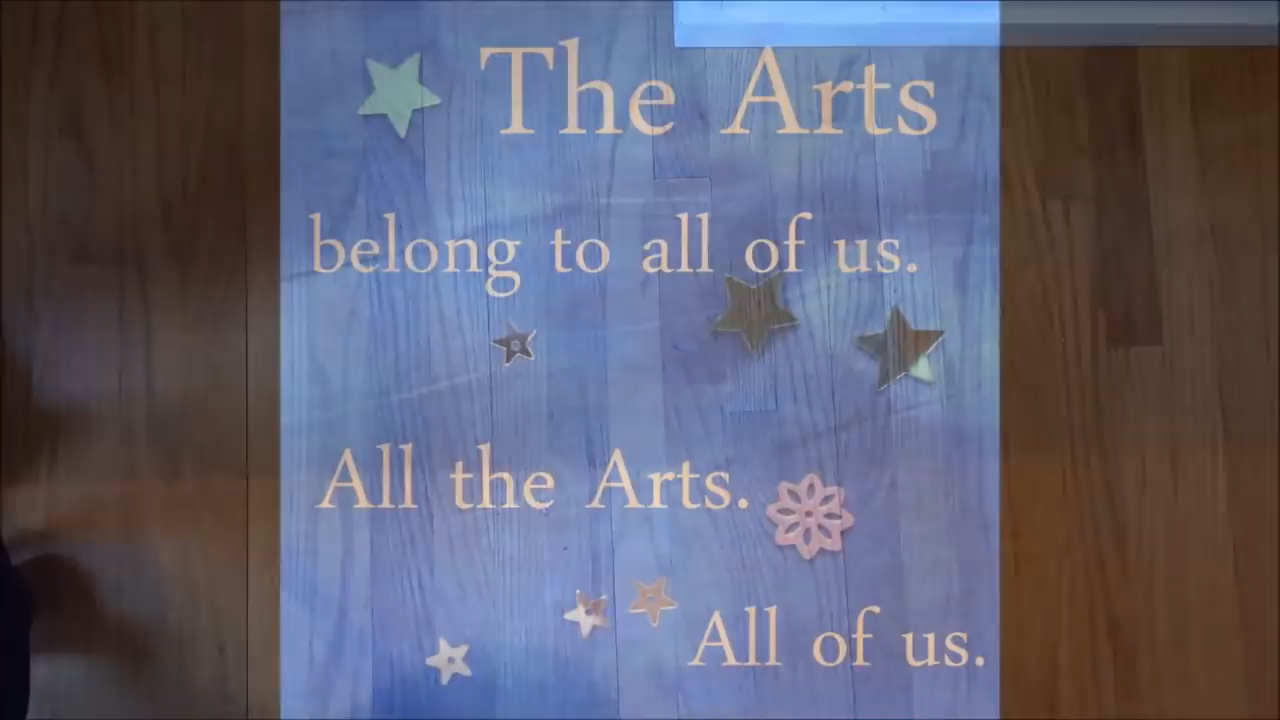 The Arts
belong to all of us.
All the Arts.
All of us.